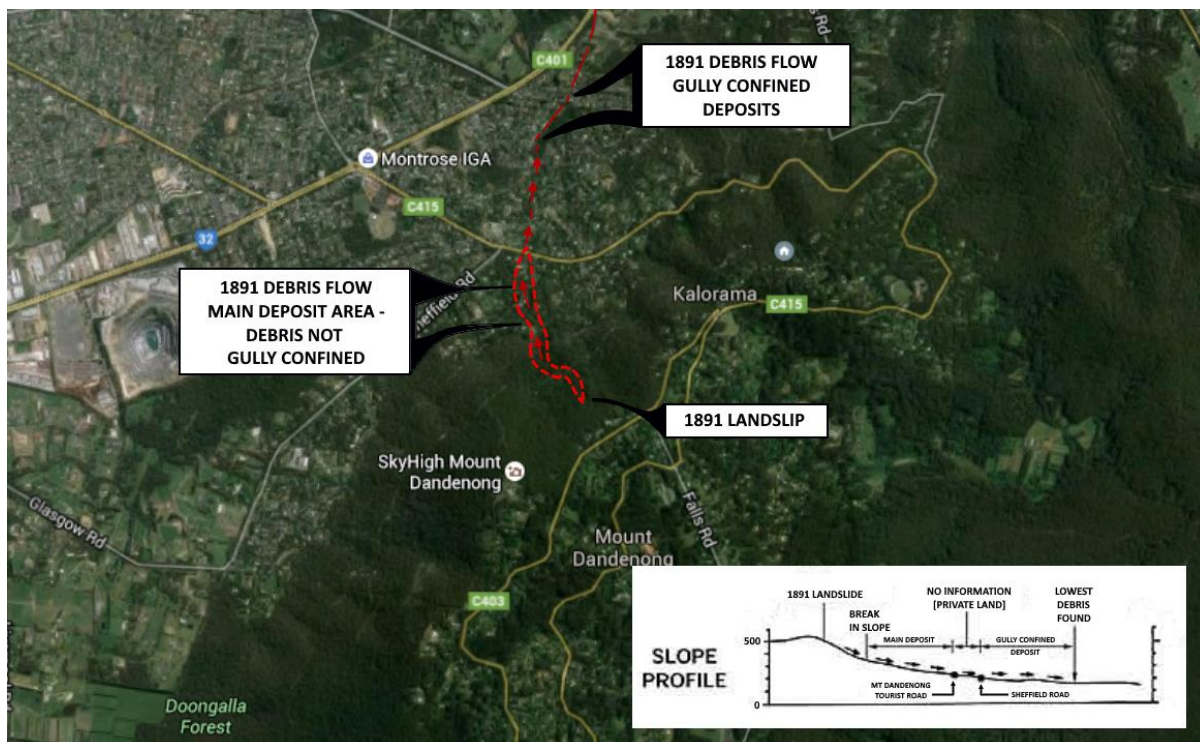 s Rd
C401
1891 DEBRIS FLOW
GULLY CONFINED
DEPOSITS
Montrose IGA
C415
32
1891 DEBRIS FLOW
MAIN DEPOSIT AREA -
DEBRIS NOT
GULLY CONFINED
effield Rd
Kalorama
C415
1891 LANDSLIP
SkyHigh Mount
Dandenong
Glasgow Rd
Falls Rd
Mount
Dandenong
C403
Doongalla
Forest
SLOPE
PROFILE
1891 LANDSLIDE
BREAK
IN SLOPE
NO INFORMATION
[PRIVATE LAND]
LOWEST
DEBRIS
FOUND
MAIN DEPOSIT
GULLY CONFINED
DEPOSIT
500
0
MT DANDENONG
TOURIST ROAD
SHEFFIELD ROAD